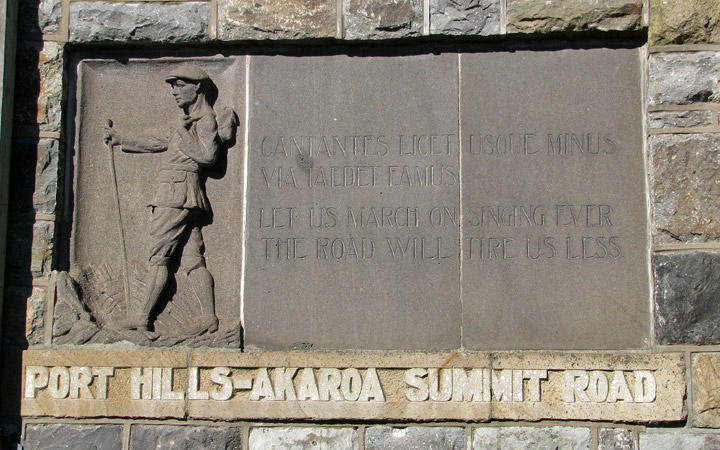 CANTANTES LICET USQUE MINUS
VIA TAEDET EAMUS
LET US MARCH ON SINGING EVER
THE ROAD WILL TIRE US LESS.
PORT HILLS-AKAROA SUMMIT ROAD